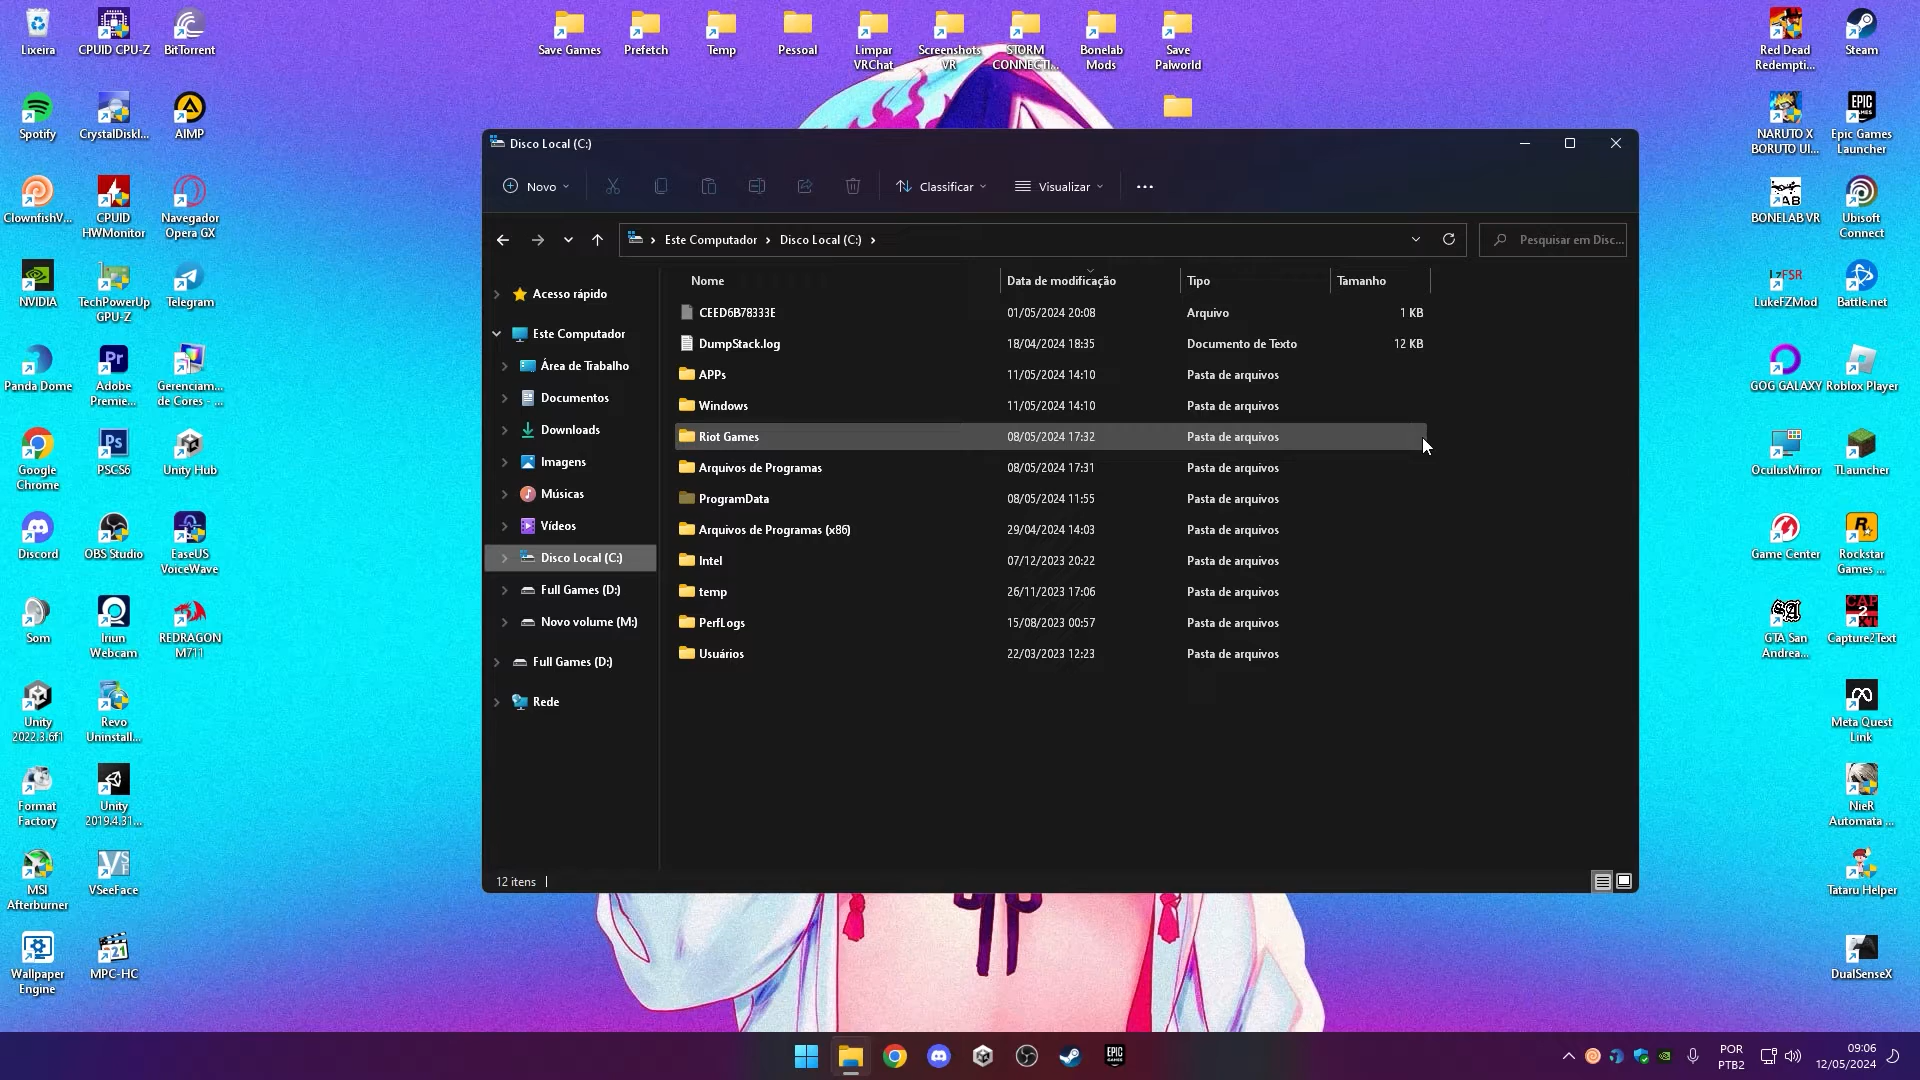 Lixeira
CPUID CPU-Z
BitTorrent
Save Games
Prefetch
Temp
Pessoal
Limpar
VRChat
Screenshots
VR
STORM
CONNECTI...
Bonelab
Mods
Save
Palworld
Red Dead
Redempti...
Steam
Spotify
CrystalDiskI...
AIMP
NARUTO X
BORUTO Ul...
Epic Games
Launcher
ClownfishV...
CPUID
HWMonitor
Navegador
Opera GX
BONELAB VR
Ubisoft
Connect
NVIDIA
TechPowerUp
GPU-Z
Telegram
LzFSR
LukeFZMod
Battle.net
Panda Dome
Adobe
Premie...
Gerenciam...
de Cores - ...
GOG GALAXY
Roblox Player
Google
Chrome
PSCS6
Unity Hub
OculusMirror
TLauncher
Discord
OBS Studio
EaseUS
VoiceWave
Game Center
Rockstar
Games ...
Som
Iriun
Webcam
REDRAGON
M711
GTA San
Andrea...
Capture2Text
Unity
2022.3.6f1
Revo
Uninstall...
Meta Quest
Link
Format
Factory
Unity
2019.4.31...
NieR
Automata ...
MSI
Afterburner
VSeeFace
Tataru Helper
Wallpaper
Engine
MPC-HC
DualSenseX
Disco Local (C:)
Novo
Classificar
Visualizar
Este Computador
Disco Local (C:)
Pesquisar em Disc...
Acesso rápido
Este Computador
Área de Trabalho
Documentos
Downloads
Imagens
Músicas
Vídeos
Disco Local (C:)
Full Games (D:)
Novo volume (M:)
Full Games (D:)
Rede
Nome Data de modificação Tipo Tamanho
CEED6B78333E 01/05/2024 20:08 Arquivo 1 KB
DumpStack.log 18/04/2024 18:35 Documento de Texto 12 KB
APPs 11/05/2024 14:10 Pasta de arquivos
Windows 11/05/2024 14:10 Pasta de arquivos
Riot Games 08/05/2024 17:32 Pasta de arquivos
Arquivos de Programas 08/05/2024 17:31 Pasta de arquivos
ProgramData 08/05/2024 11:55 Pasta de arquivos
Arquivos de Programas (x86) 29/04/2024 14:03 Pasta de arquivos
Intel 07/12/2023 20:22 Pasta de arquivos
temp 26/11/2023 17:06 Pasta de arquivos
PerfLogs 15/08/2023 00:57 Pasta de arquivos
Usuários 22/03/2023 12:23 Pasta de arquivos
12 itens
POR
PTB2
09:06
12/05/2024